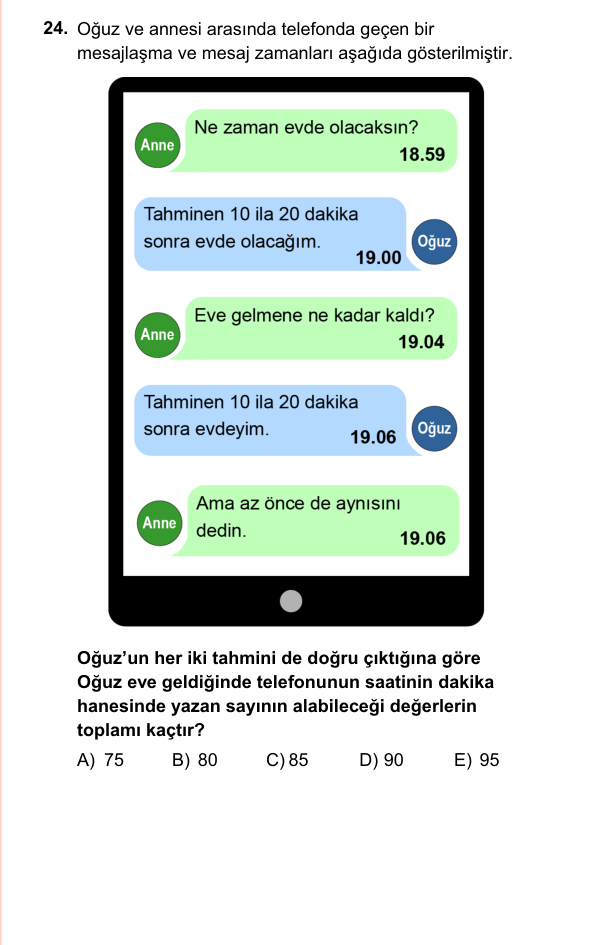 24. Oğuz ve annesi arasında telefonda geçen bir
mesajlaşma ve mesaj zamanları aşağıda gösterilmiştir.
Anne
Ne zaman evde olacaksın?
18.59
Tahminen 10 ila 20 dakika
sonra evde olacağım.
19.00
Oğuz
Anne
Eve gelmene ne kadar kaldı?
19.04
Tahminen 10 ila 20 dakika
sonra evdeyim.
19.06
Oğuz
Anne
Ama az önce de aynısını
dedin.
19.06
Oğuz’un her iki tahmini de doğru çıktığına göre
Oğuz eve geldiğinde telefonunun saatinin dakika
hanesinde yazan sayının alabileceği değerlerin
toplamı kaçtır?
A) 75 B) 80 C) 85 D) 90 E) 95